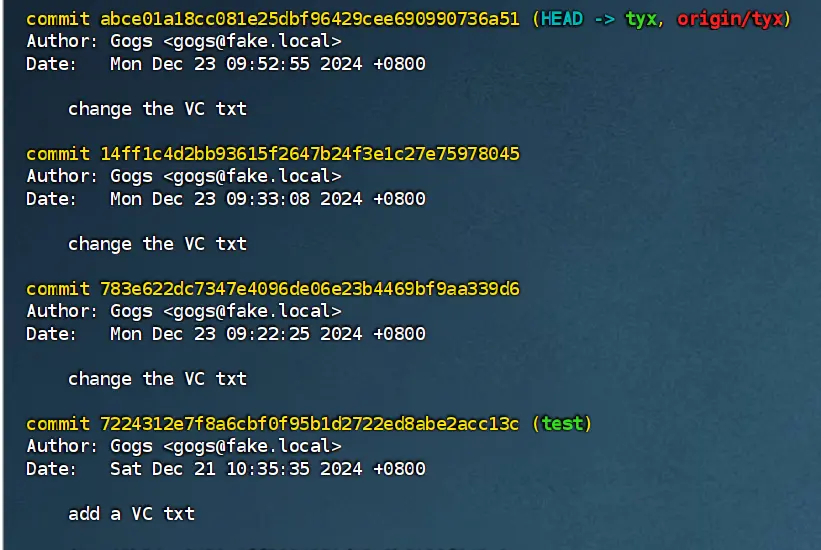 commit abce01a18cc081e25dbf96429cee690990736a51 (HEAD -> tyx, origin/tyx)
Author: Gogs <gogs@fake.local>
Date:   Mon Dec 23 09:52:55 2024 +0800
change the VC txt
commit 14ff1c4d2bb93615f2647b24f3e1c27e75978045
Author: Gogs <gogs@fake.local>
Date:   Mon Dec 23 09:33:08 2024 +0800
change the VC txt
commit 783e622dc7347e4096de06e23b4469bf9aa339d6
Author: Gogs <gogs@fake.local>
Date:   Mon Dec 23 09:22:25 2024 +0800
change the VC txt
commit 7224312e7f8a6cbf0f95b1d2722ed8abe2acc13c (test)
Author: Gogs <gogs@fake.local>
Date:   Sat Dec 21 10:35:35 2024 +0800
add a VC txt